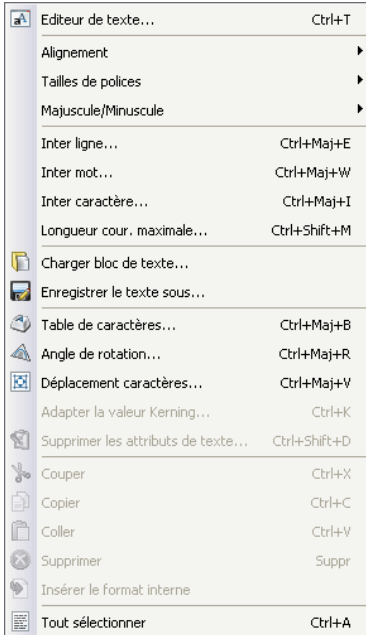 Editeur de texte... Ctrl+T
Alignement
Tailles de polices
Majuscule/Minuscule
Inter ligne... Ctrl+Maj+E
Inter mot... Ctrl+Maj+W
Inter caractère... Ctrl+Maj+I
Longueur cour. maximale... Ctrl+Shift+M
Charger bloc de texte...
Enregistrer le texte sous...
Table de caractères... Ctrl+Maj+B
Angle de rotation... Ctrl+Maj+R
Déplacement caractères... Ctrl+Maj+V
Adapter la valeur Kerning... Ctrl+K
Supprimer les attributs de texte... Ctrl+Shift+D
Couper Ctrl+X
Copier Ctrl+C
Coller Ctrl+V
Supprimer Suppr
Insérer le format interne
Tout sélectionner Ctrl+A